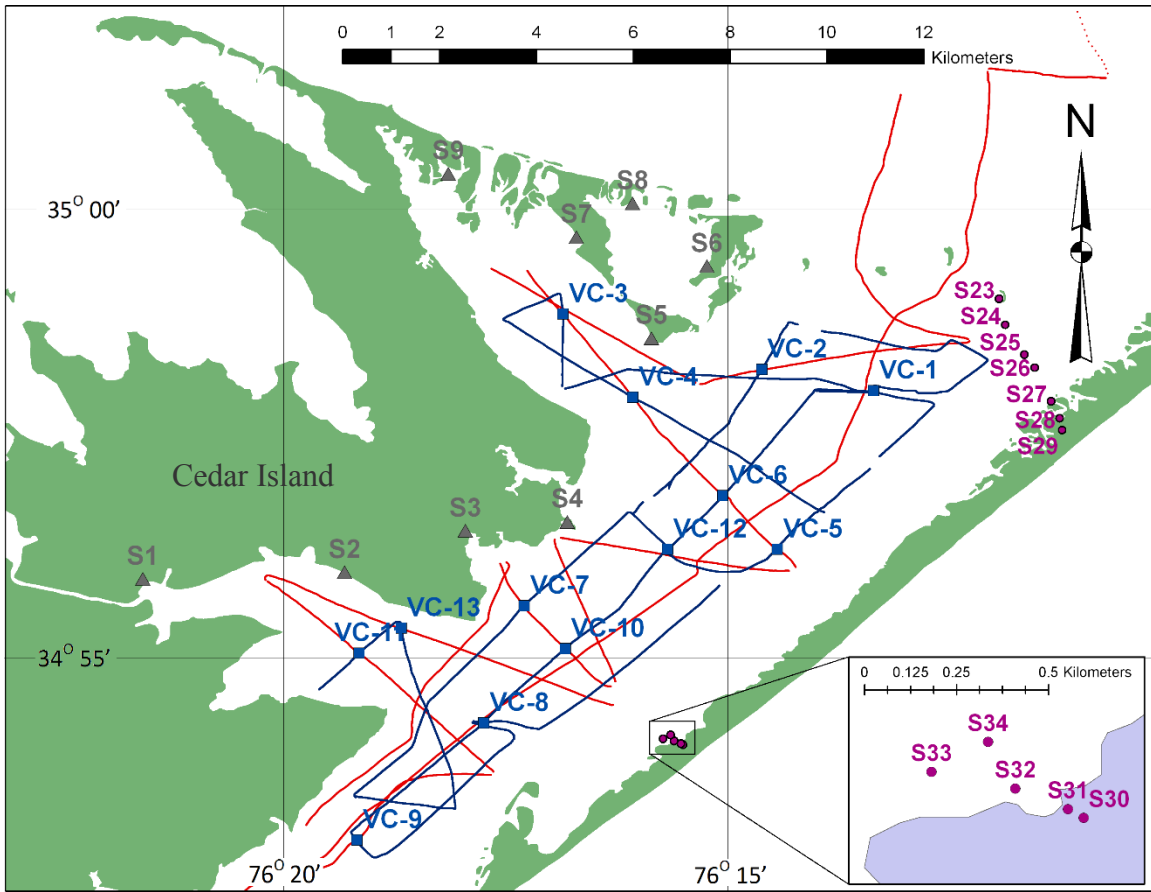 0 1 2 4 6 8 10 12
Kilometers
N
S9
S8
35° 00’
S7
S6
S23
VC-3
S24
S5
S25
VC-2
S26
VC-4
VC-1
S27
S28
S29
Cedar Island
VC-6
S4
S3
VC-12
VC-5
S1
S2
VC-7
VC-13
VC-10
VC-11
34° 55’
0 0.125 0.25 0.5 Kilometers
VC-8
S34
S33
S32
S31
S30
VC-9
76° 20’
76° 15’